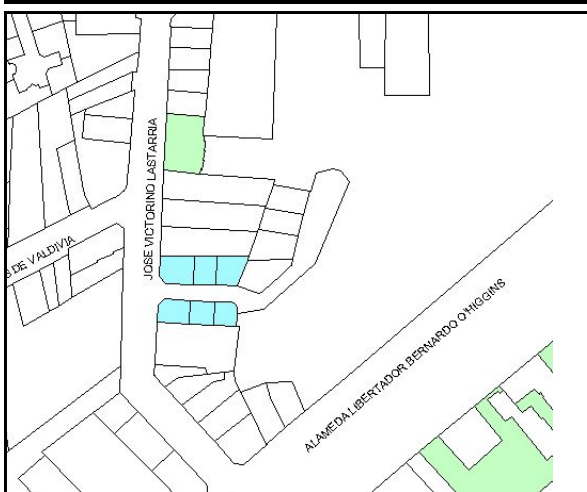 JOSE VICTORINO LASTARRIA
DE VALDIVIA
ALAMEDA LIBERTADOR BERNARDO O'HIGGINS